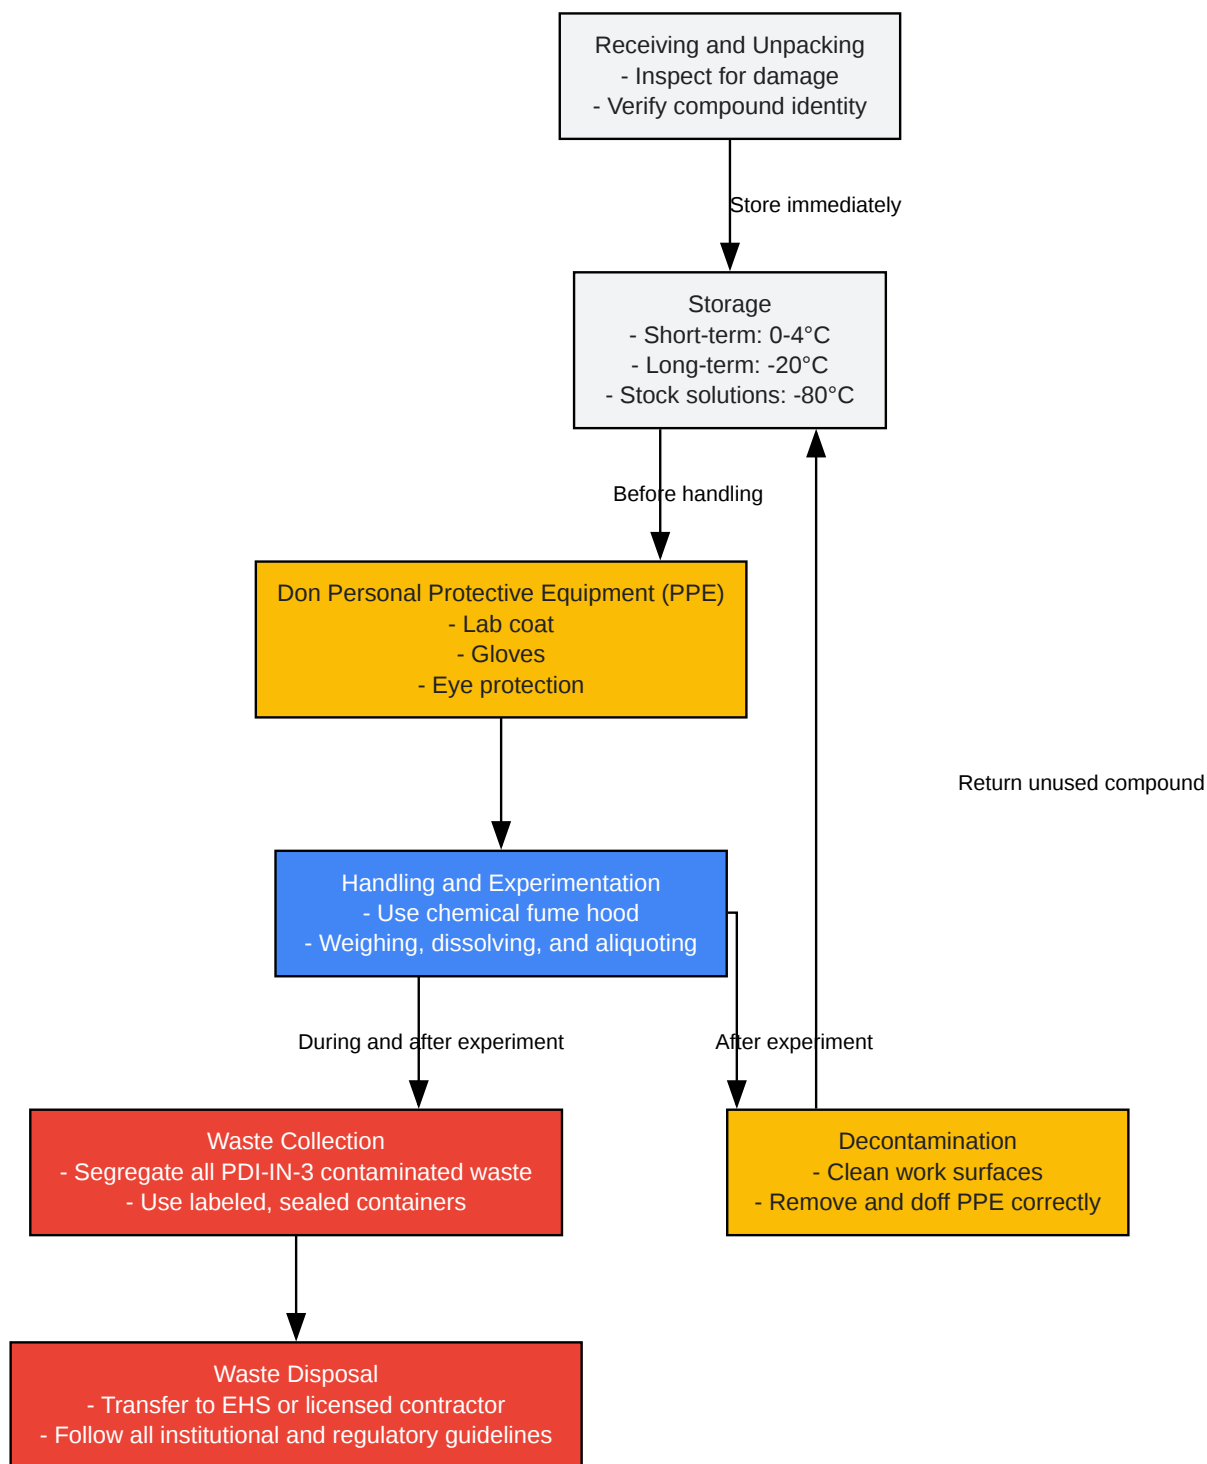 Receiving and Unpacking
- Inspect for damage
- Verify compound identity
Store immediately
Storage
- Short-term: 0-4°C
- Long-term: -20°C
- Stock solutions: -80°C
Before handling
Don Personal Protective Equipment (PPE)
- Lab coat
- Gloves
- Eye protection
Return unused compound
Handling and Experimentation
- Use chemical fume hood
- Weighing, dissolving, and aliquoting
During and after experiment
After experiment
Waste Collection
- Segregate all PDI-IN-3 contaminated waste
- Use labeled, sealed containers
Decontamination
- Clean work surfaces
- Remove and doff PPE correctly
Waste Disposal
- Transfer to EHS or licensed contractor
- Follow all institutional and regulatory guidelines